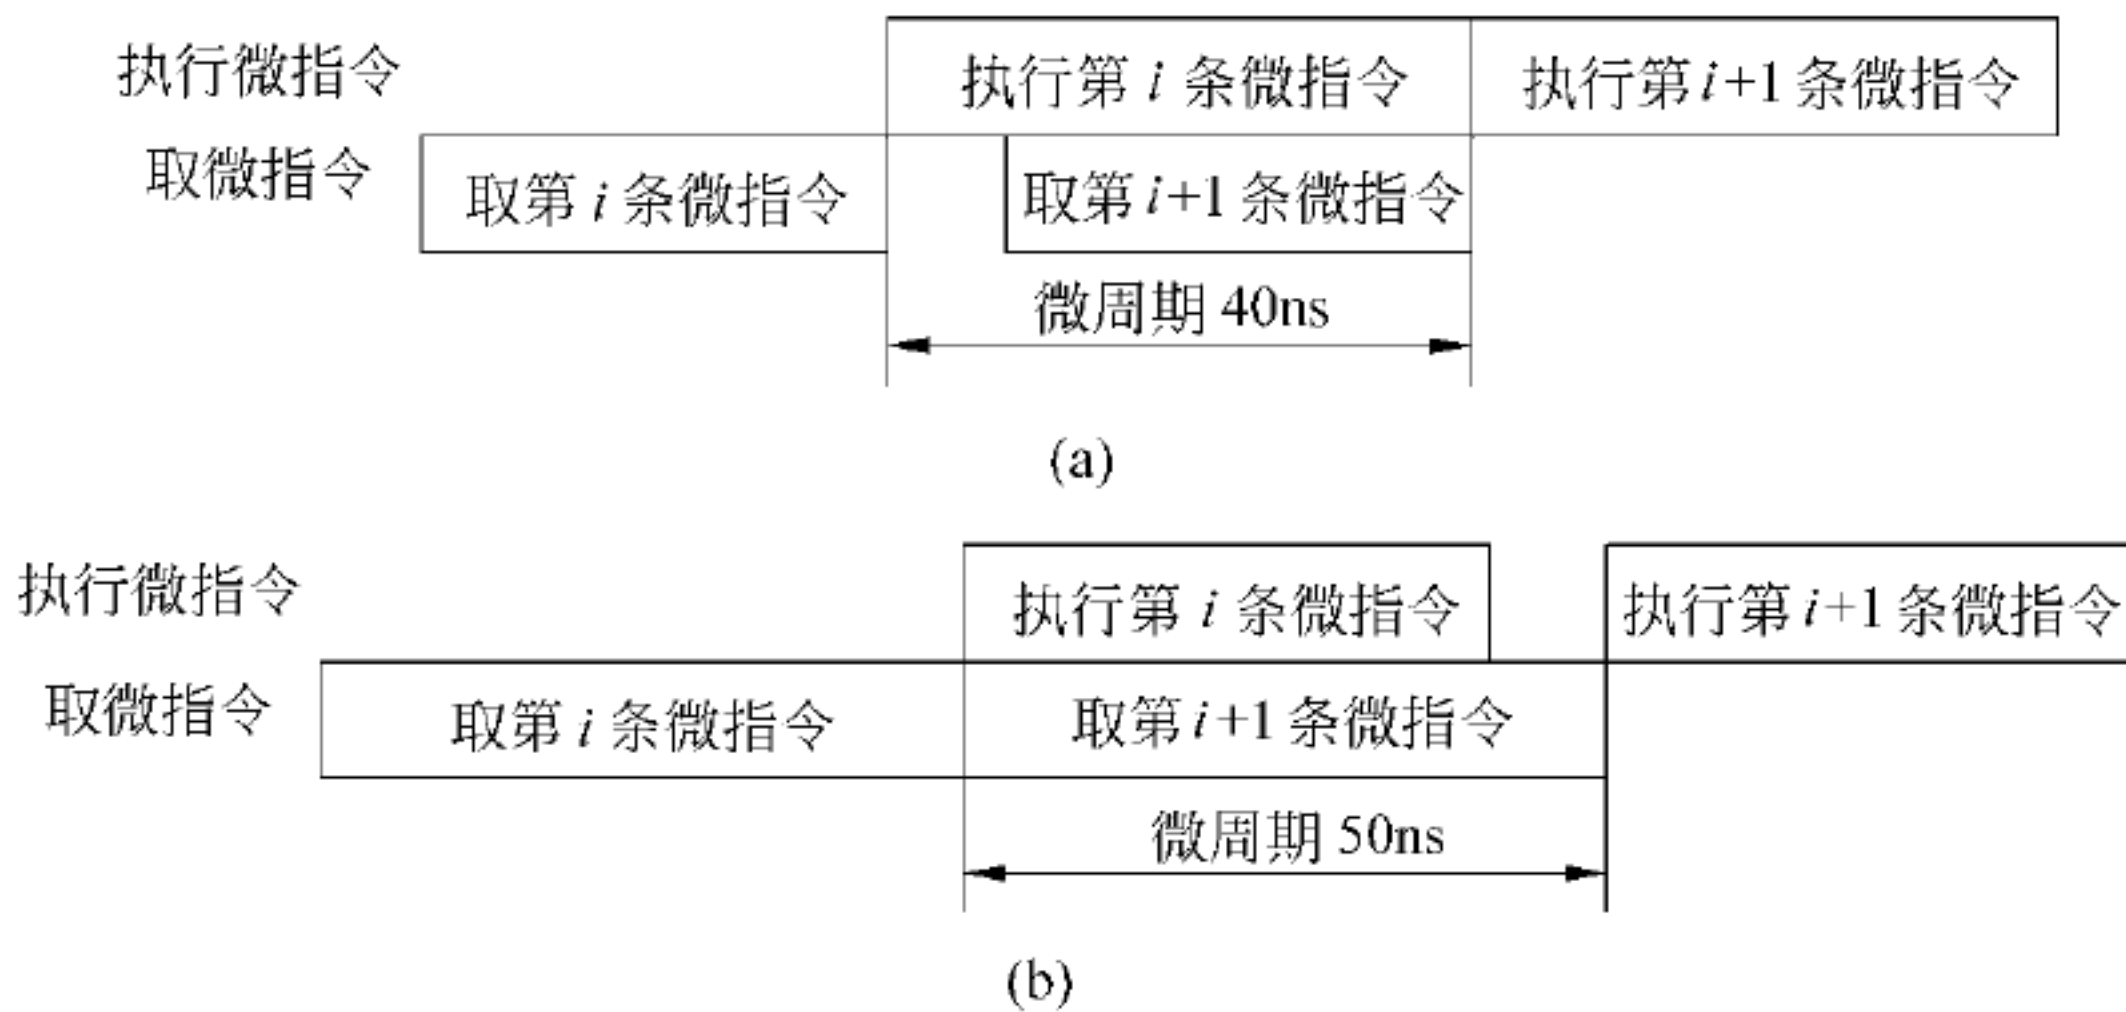 执行微指令
执行第 i 条微指令
执行第 i+1 条微指令
取微指令
取第 i 条微指令
取第 i+1 条微指令
微周期 40ns
(a)
执行微指令
执行第 i 条微指令
执行第 i+1 条微指令
取微指令
取第 i 条微指令
取第 i+1 条微指令
微周期 50ns
(b)